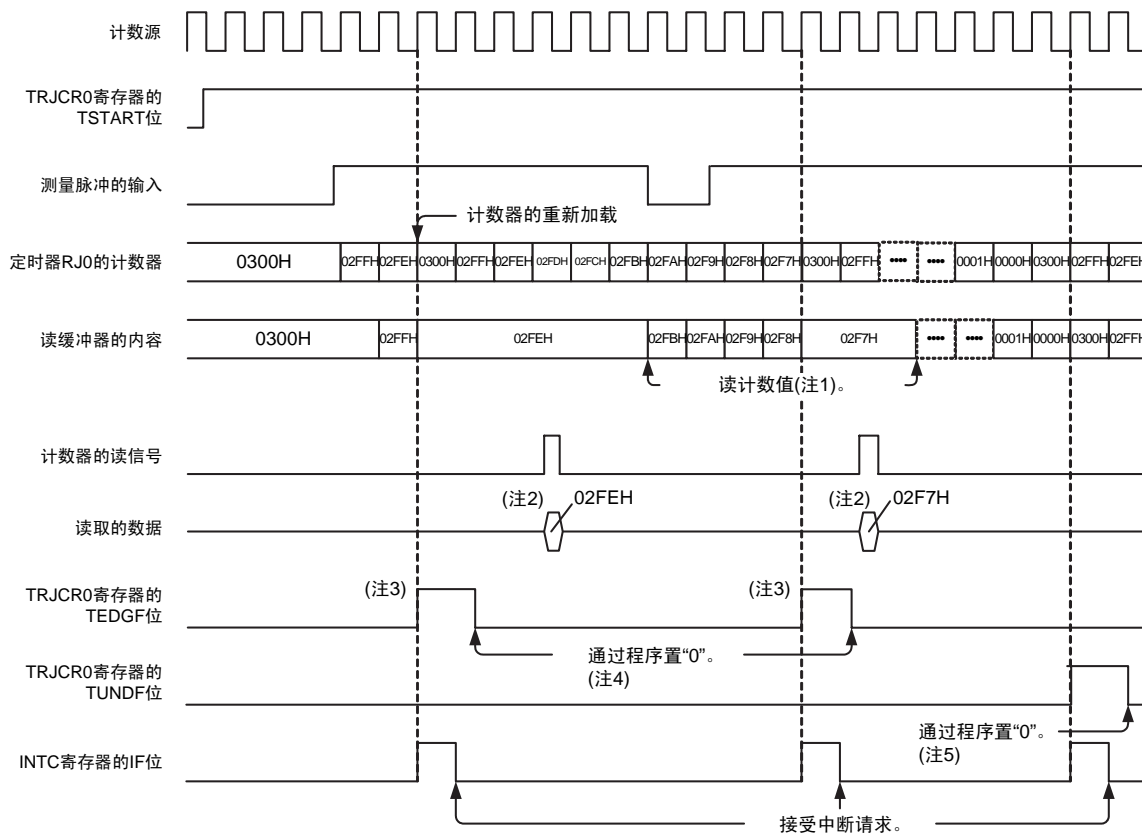 计数源
TRJCR0寄存器的
TSTART位
测量脉冲的输入
计数器的重新加载
定时器RJ0的计数器
0300H 02FFH 02FEH 0300H 02FFH 02FEH 02FDH 02FCH 02FBH 02FAH 02F9H 02F8H 02F7H 0300H 02FFH •••• •••• 0001H 0000H 0300H 02FFH 02FEH
读缓冲器的内容
0300H 02FFH 02FEH 02FBH 02FAH 02F9H 02F8H 02F7H •••• •••• 0001H 0000H 0300H 02FFH
读计数值(注1)。
计数器的读信号
(注2) 02FEH (注2) 02F7H
读取的数据
TRJCR0寄存器的
TEDGF位
(注3) (注3)
通过程序置“0”。
(注4)
TRJCR0寄存器的
TUNDF位
通过程序置“0”。
(注5)
INTC寄存器的IF位
接受中断请求。